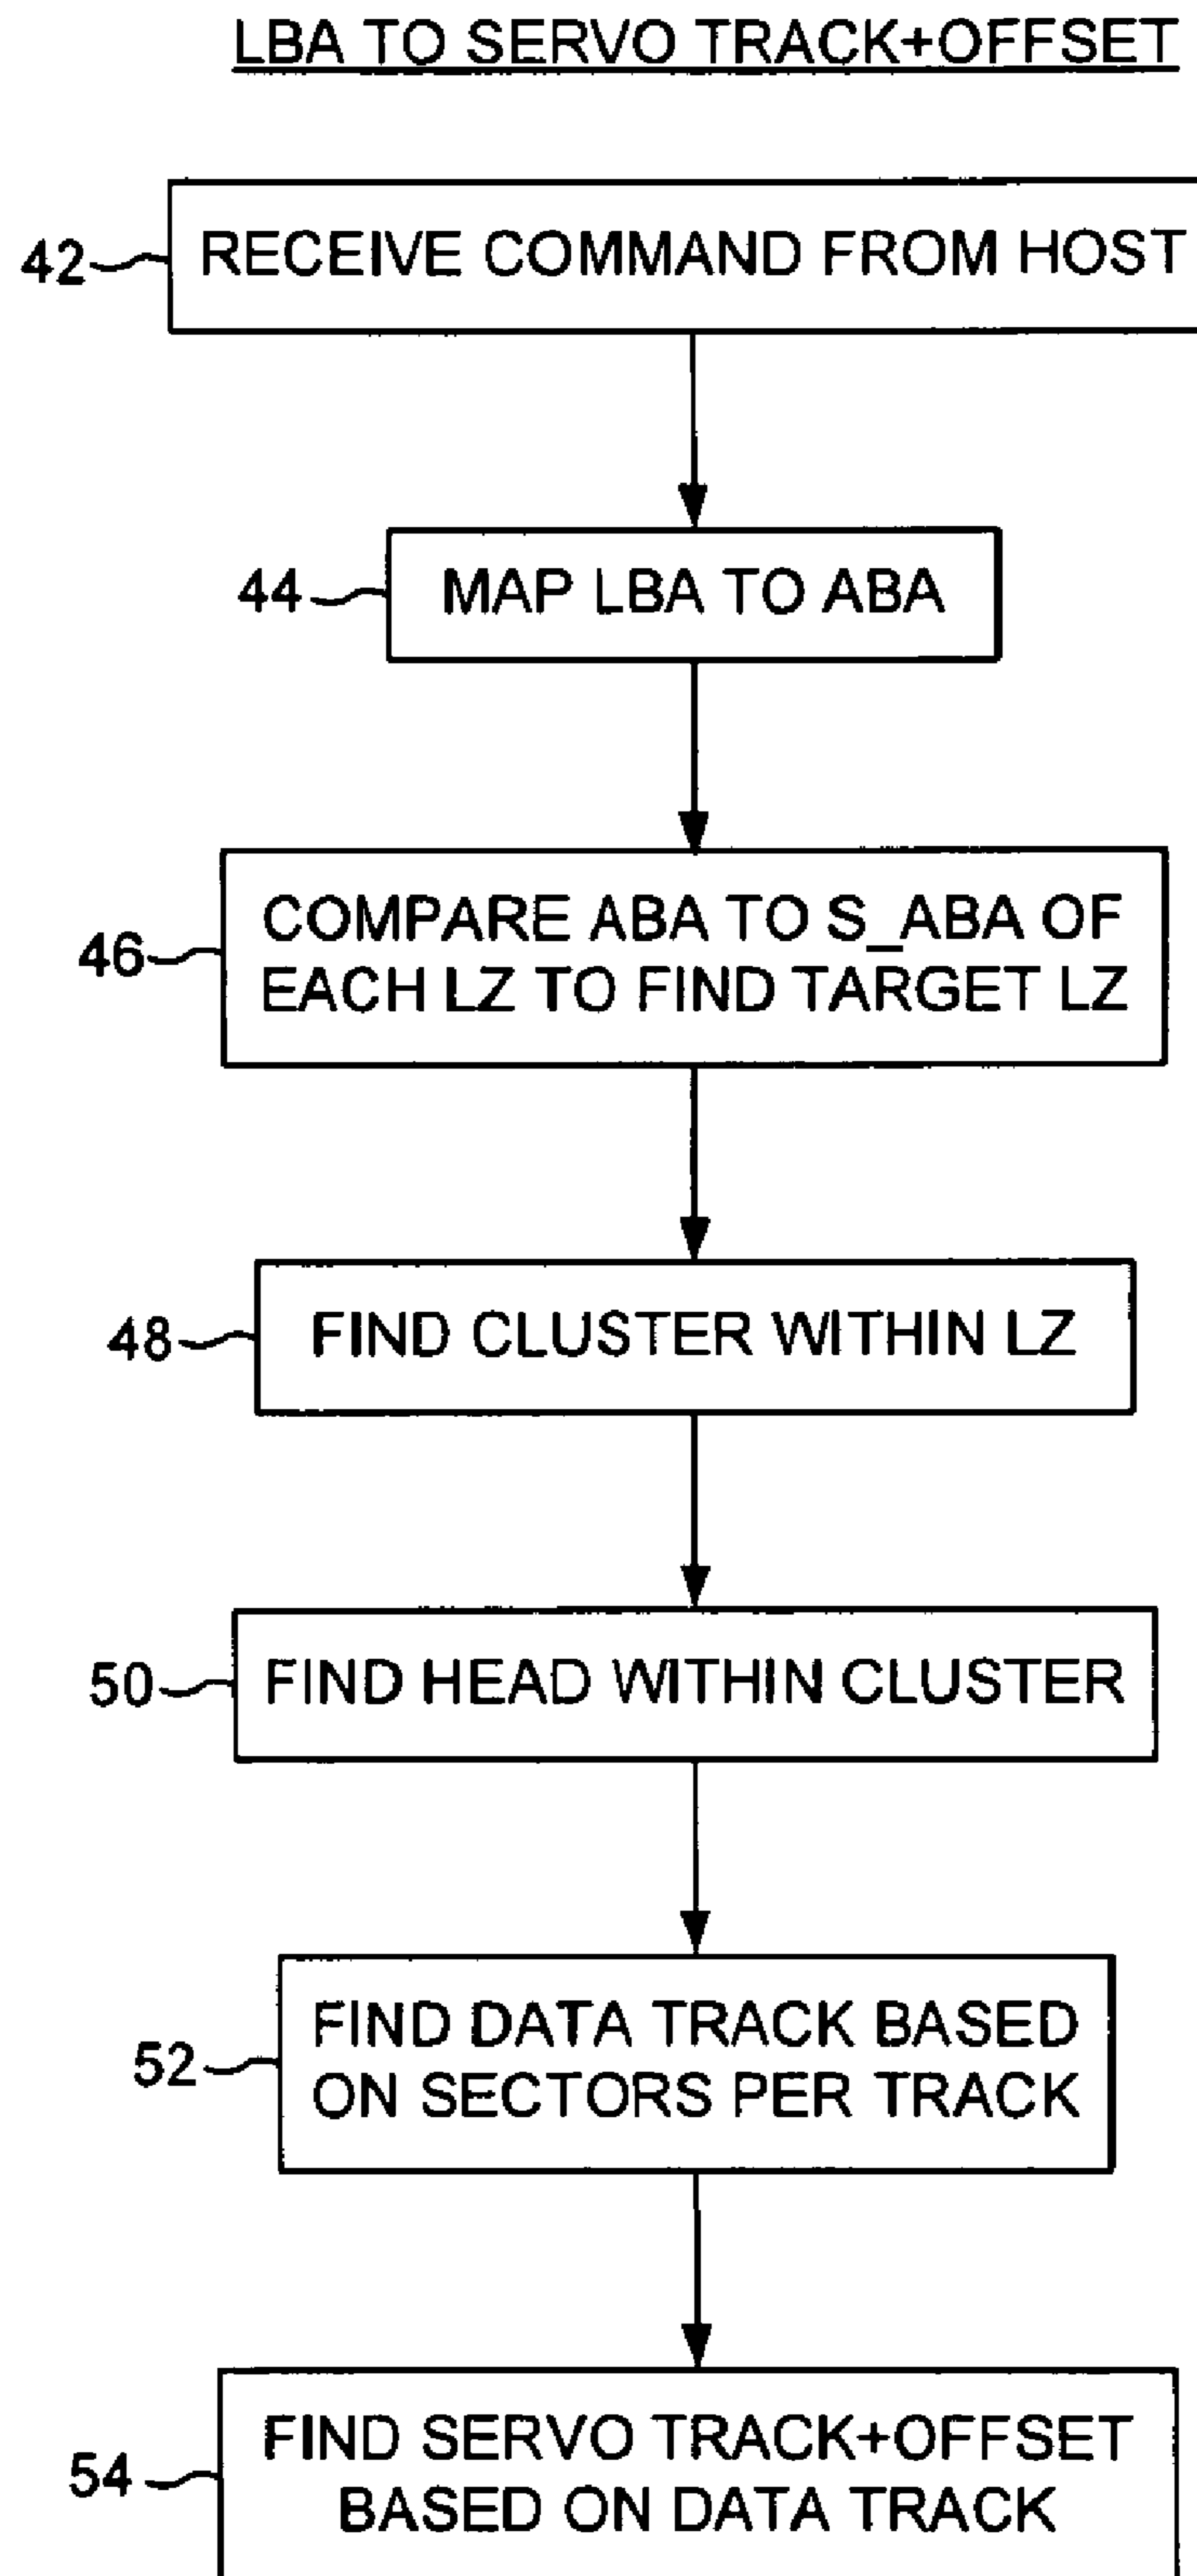 LBA TO SERVO TRACK+OFFSET
42
RECEIVE COMMAND FROM HOST
44
MAP LBA TO ABA
46
COMPARE ABA TO S_ABA OF
EACH LZ TO FIND TARGET LZ
48
FIND CLUSTER WITHIN LZ
50
FIND HEAD WITHIN CLUSTER
52
FIND DATA TRACK BASED
ON SECTORS PER TRACK
54
FIND SERVO TRACK+OFFSET
BASED ON DATA TRACK